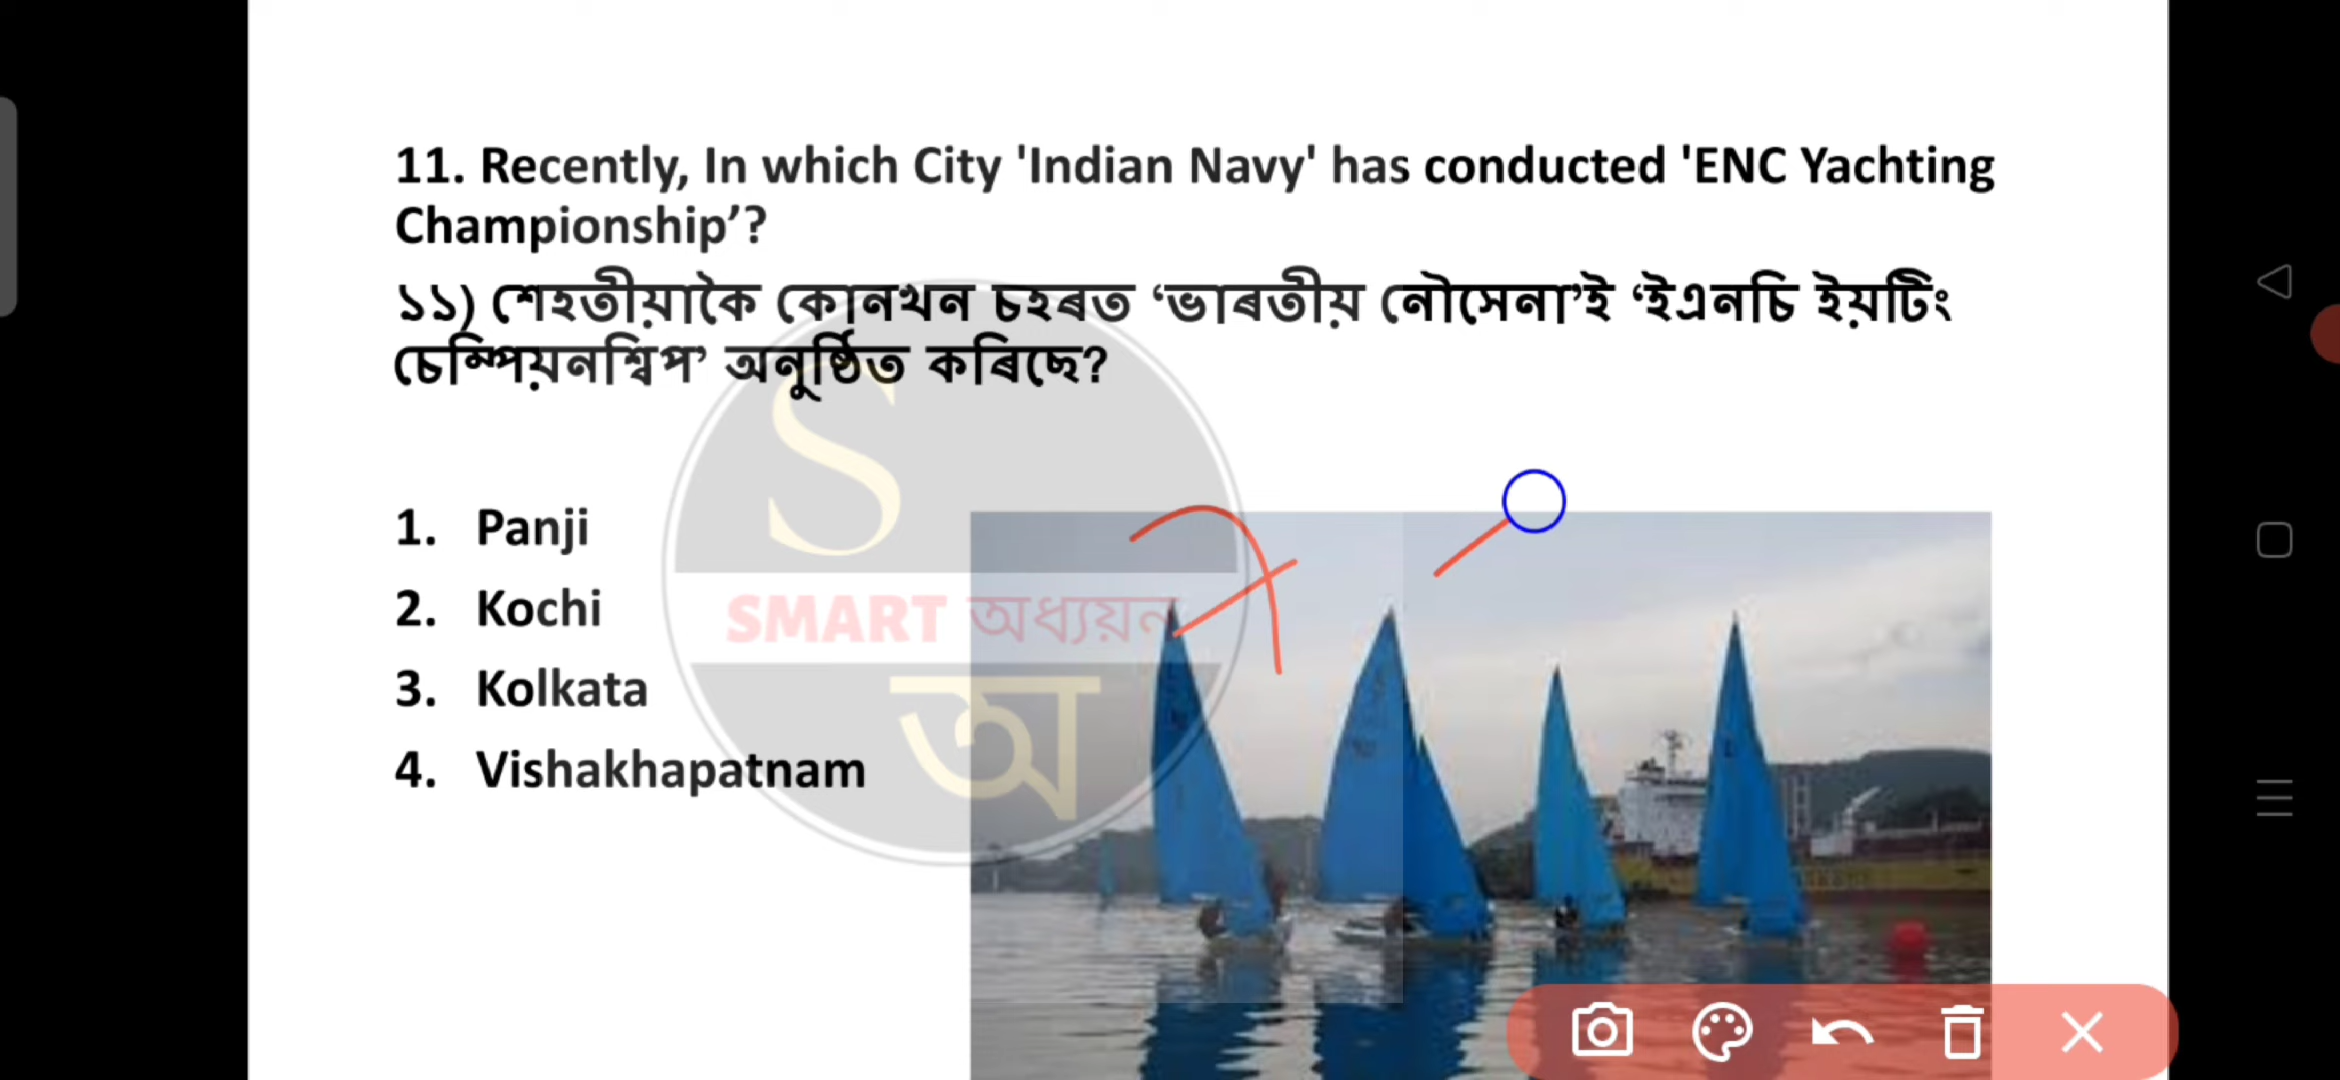 11. Recently, In which City 'Indian Navy' has conducted 'ENC Yachting
Championship’?
১১) শেহতীয়াকৈ কোনখন চহৰত ‘ভাৰতীয় নৌসেনা’ই ‘ইএনচি ইয়টিং
চেম্পিয়নশ্বিপ’ অনুষ্ঠিত কৰিছে?
1. Panji
2. Kochi
3. Kolkata
4. Vishakhapatnam
S
SMART অধ্যয়ন
অ